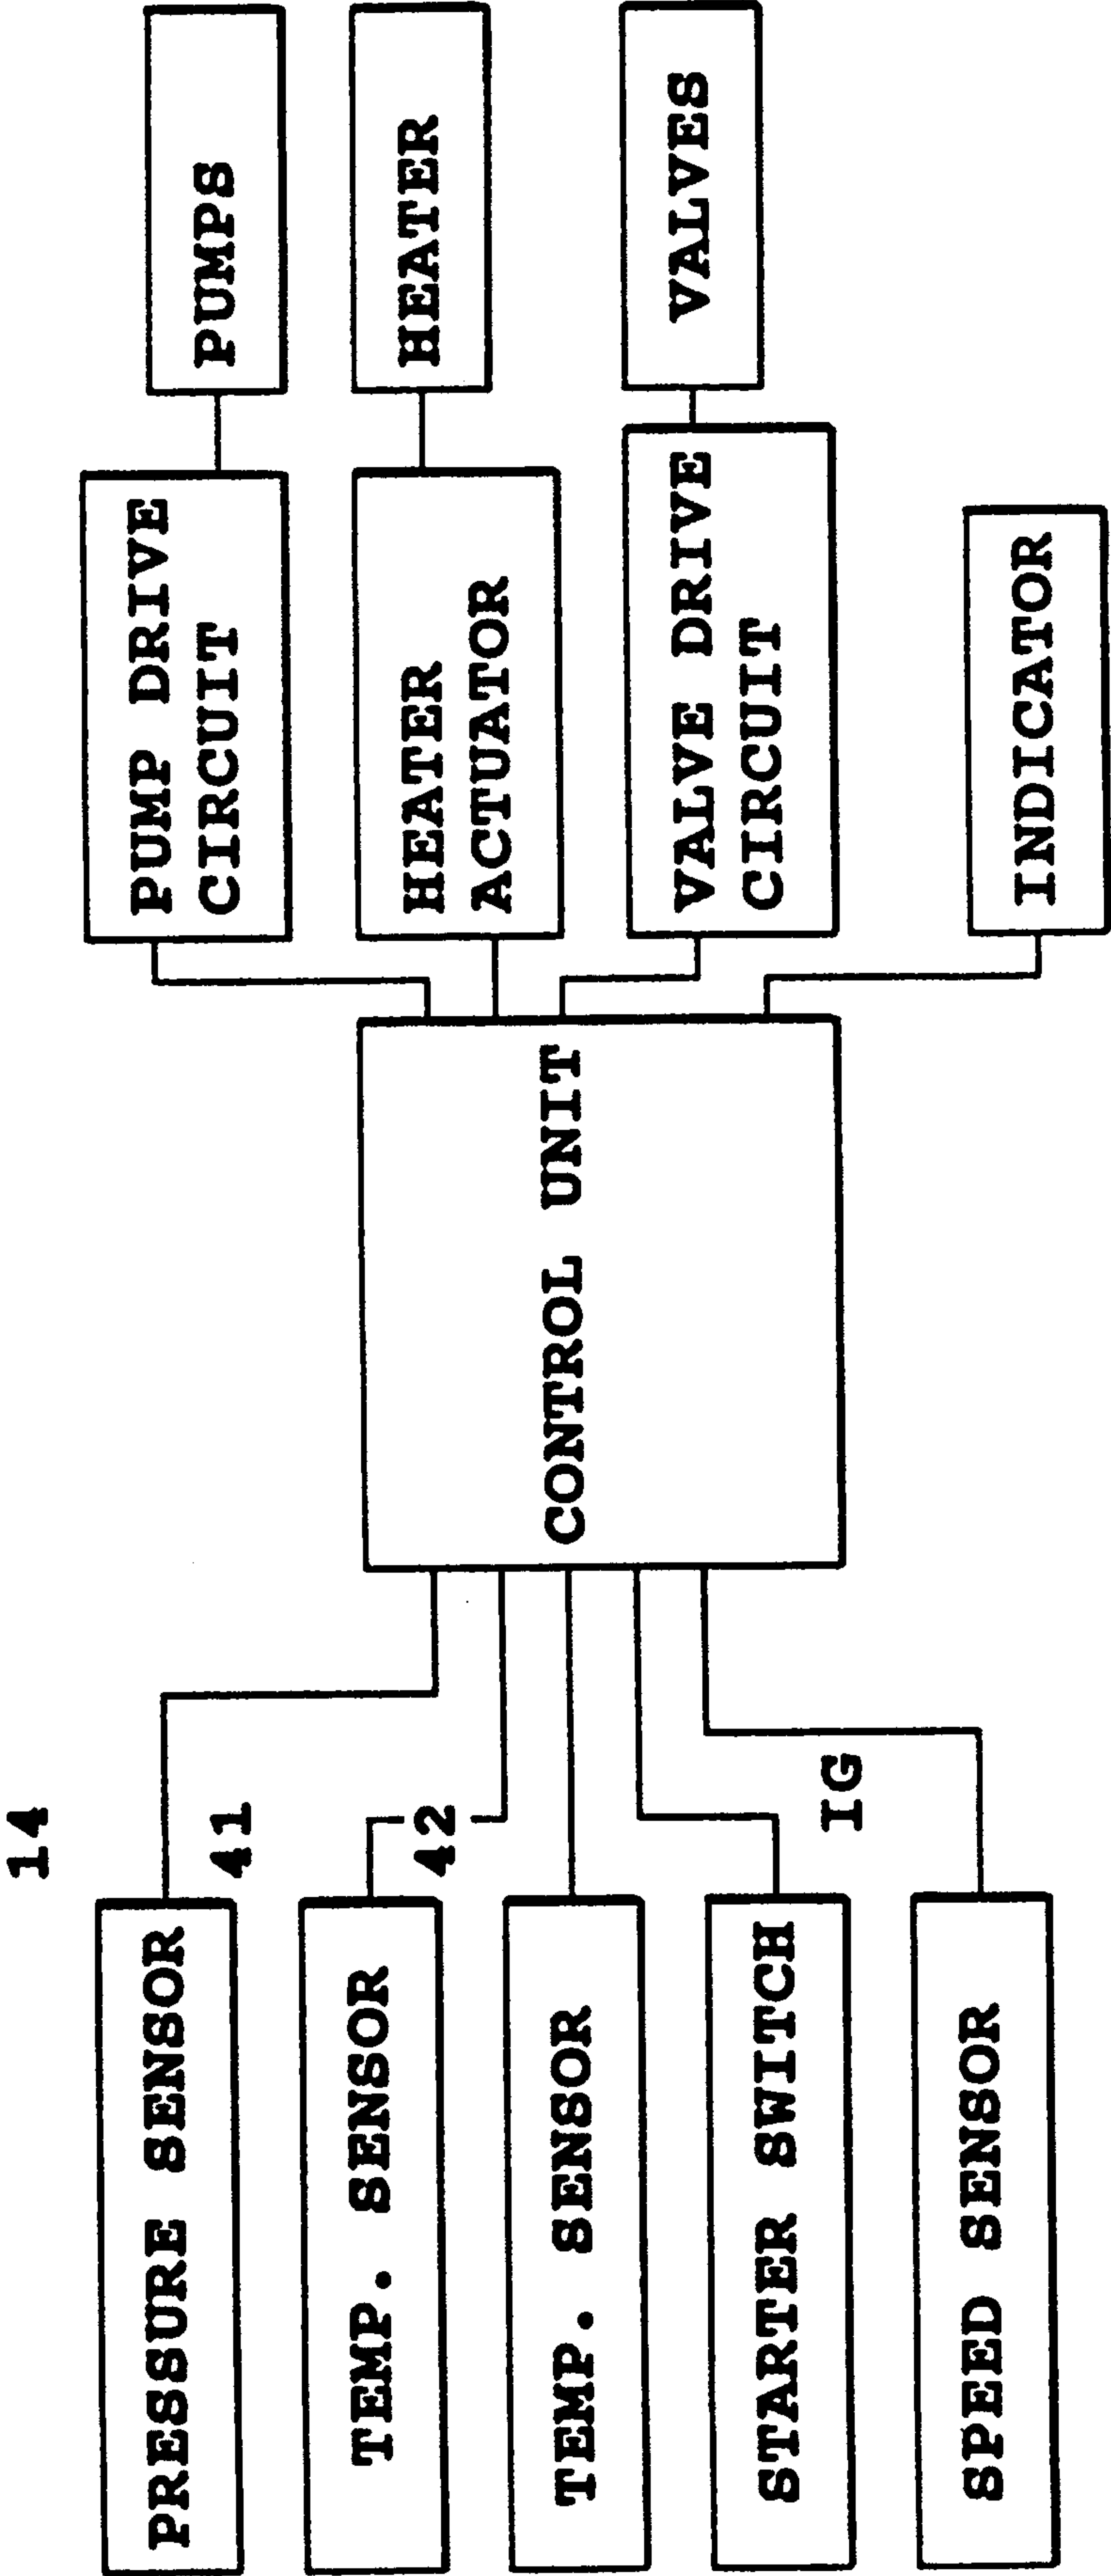 14
PRESSURE SENSOR
41
TEMP. SENSOR
42
TEMP. SENSOR
STARTER SWITCH
IG
SPEED SENSOR
CONTROL UNIT
PUMP DRIVE
CIRCUIT
HEATER
ACTUATOR
VALVE DRIVE
CIRCUIT
INDICATOR
PUMPS
HEATER
VALVES